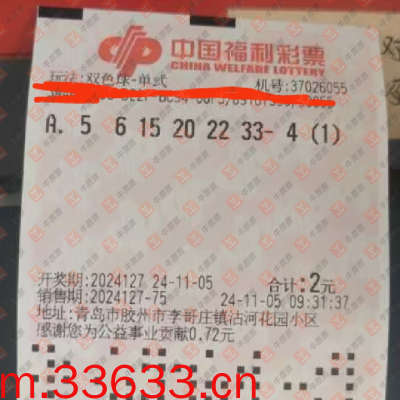 中国福利彩票
CHINA WELFARE LOTTERY
玩法:双色球-单式 机号:37026055
A. 5 6 15 20 22 33- 4 (1)
开奖期:2024127 24-11-05 合计:2元
销售期:2024127-75 24-11-05 09:31:37
地址:青岛市胶州市李哥庄镇沽河花园小区
感谢您为公益事业贡献0.72元
m.33633.cn